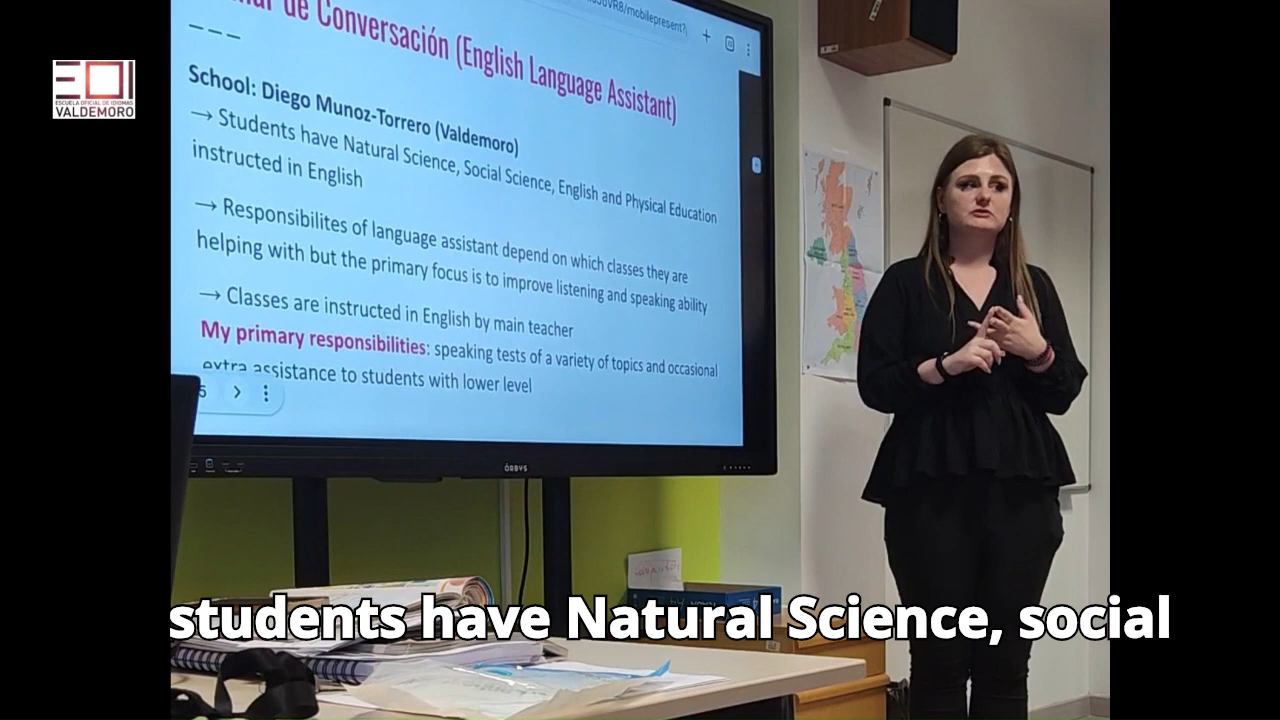 /mobilepresent?
de Conversación (English Language Assistant)
School: Diego Munoz-Torrero (Valdemoro)
→ Students have Natural Science, Social Science, English and Physical Education
instructed in English
→ Responsibilites of language assistant depend on which classes they are
helping with but the primary focus is to improve listening and speaking ability
→ Classes are instructed in English by main teacher
My primary responsibilities: speaking tests of a variety of topics and occasional
extra assistance to students with lower level
ÖRBYS
EOI
ESCUELA OFICIAL DE IDIOMAS
VALDEMORO
students have Natural Science, social